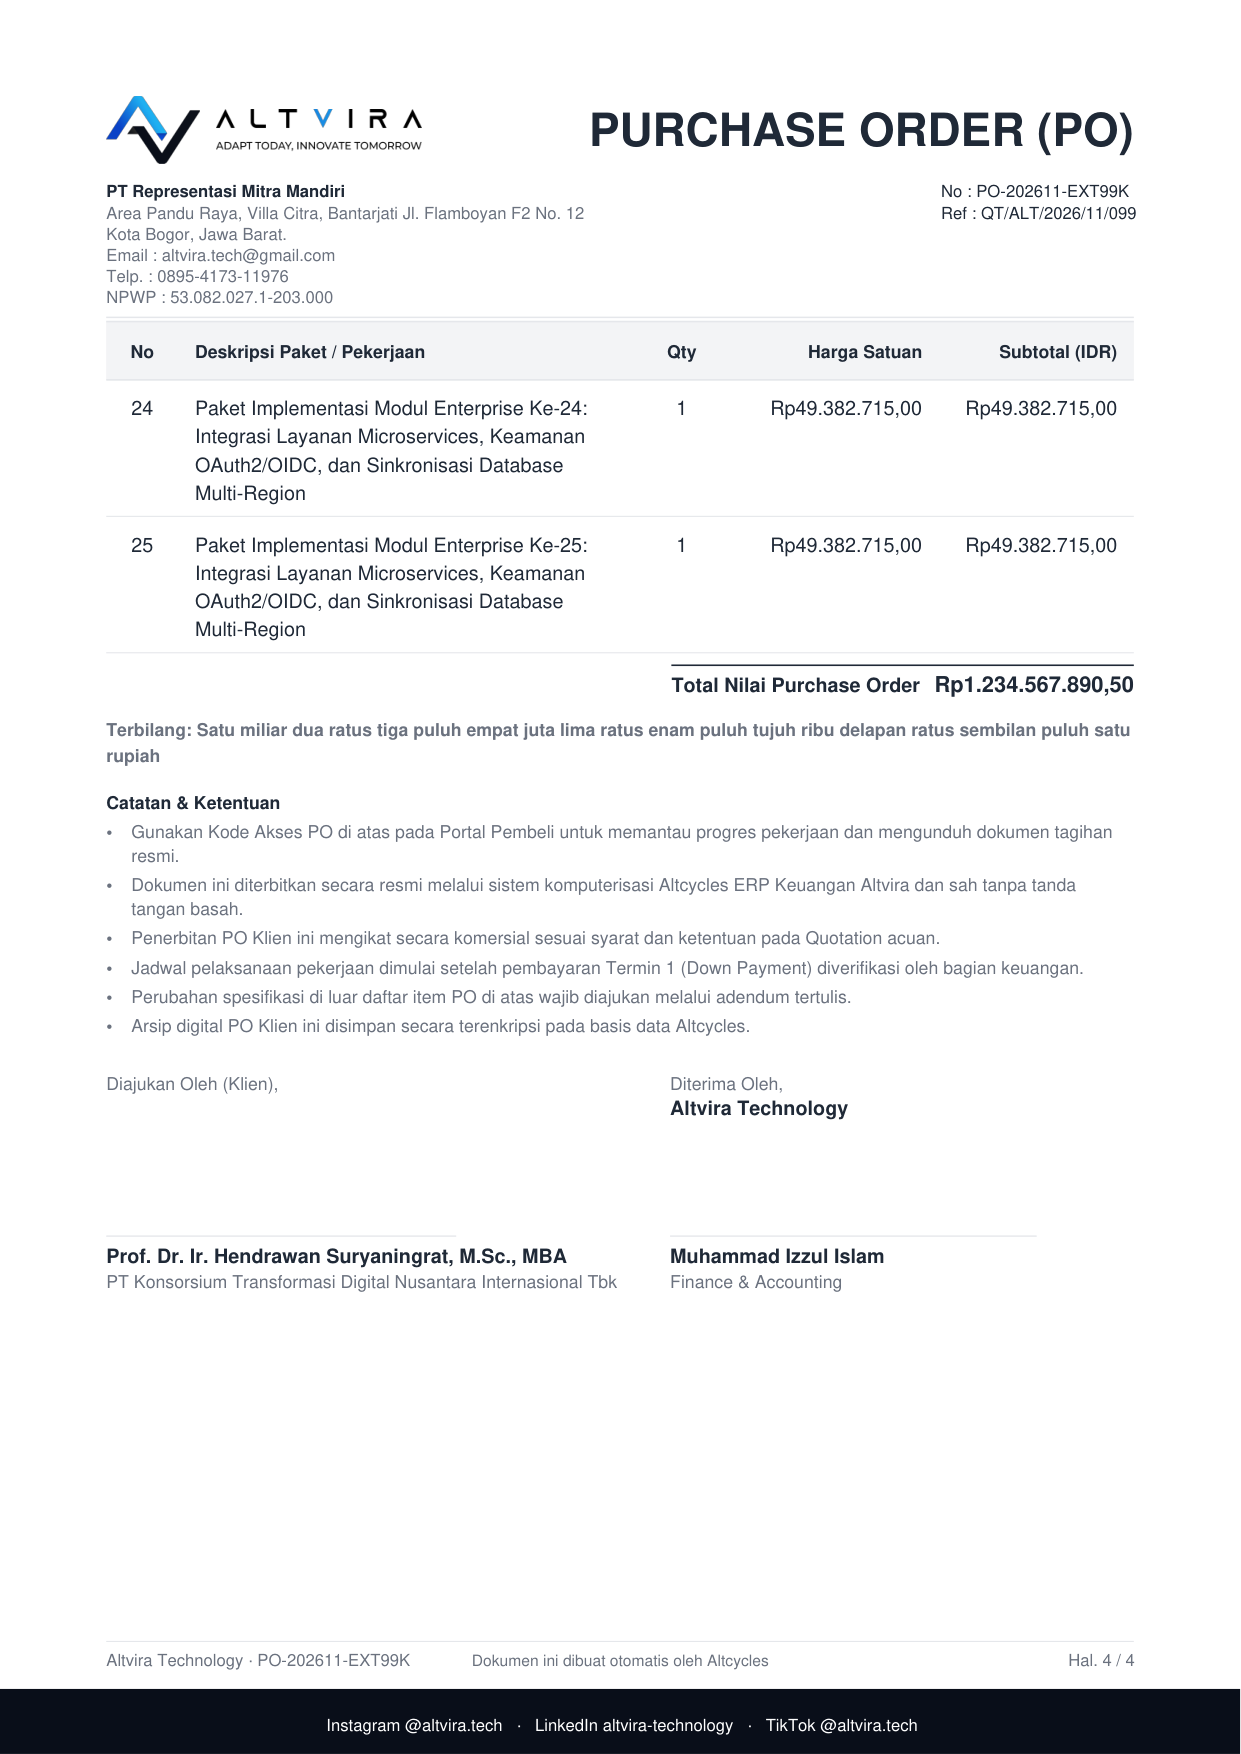 ALTVIRA
ADAPT TODAY, INNOVATE TOMORROW
PURCHASE ORDER (PO)
PT Representasi Mitra Mandiri
Area Pandu Raya, Villa Citra, Bantarjati Jl. Flamboyan F2 No. 12
Kota Bogor, Jawa Barat.
Email : altvira.tech@gmail.com
Telp. : 0895-4173-11976
NPWP : 53.082.027.1-203.000
No : PO-202611-EXT99K
Ref : QT/ALT/2026/11/099
No Deskripsi Paket / Pekerjaan Qty Harga Satuan Subtotal (IDR)
24 Paket Implementasi Modul Enterprise Ke-24: 1 Rp49.382.715,00 Rp49.382.715,00
Integrasi Layanan Microservices, Keamanan
OAuth2/OIDC, dan Sinkronisasi Database
Multi-Region
25 Paket Implementasi Modul Enterprise Ke-25: 1 Rp49.382.715,00 Rp49.382.715,00
Integrasi Layanan Microservices, Keamanan
OAuth2/OIDC, dan Sinkronisasi Database
Multi-Region
Total Nilai Purchase Order Rp1.234.567.890,50
Terbilang: Satu miliar dua ratus tiga puluh empat juta lima ratus enam puluh tujuh ribu delapan ratus sembilan puluh satu
rupiah
Catatan & Ketentuan
• Gunakan Kode Akses PO di atas pada Portal Pembeli untuk memantau progres pekerjaan dan mengunduh dokumen tagihan
resmi.
• Dokumen ini diterbitkan secara resmi melalui sistem komputerisasi Altcycles ERP Keuangan Altvira dan sah tanpa tanda
tangan basah.
• Penerbitan PO Klien ini mengikat secara komersial sesuai syarat dan ketentuan pada Quotation acuan.
• Jadwal pelaksanaan pekerjaan dimulai setelah pembayaran Termin 1 (Down Payment) diverifikasi oleh bagian keuangan.
• Perubahan spesifikasi di luar daftar item PO di atas wajib diajukan melalui adendum tertulis.
• Arsip digital PO Klien ini disimpan secara terenkripsi pada basis data Altcycles.
Diajukan Oleh (Klien),
Diterima Oleh,
Altvira Technology
Prof. Dr. Ir. Hendrawan Suryaningrat, M.Sc., MBA
PT Konsorsium Transformasi Digital Nusantara Internasional Tbk
Muhammad Izzul Islam
Finance & Accounting
Altvira Technology · PO-202611-EXT99K Dokumen ini dibuat otomatis oleh Altcycles Hal. 4 / 4
Instagram @altvira.tech · LinkedIn altvira-technology · TikTok @altvira.tech